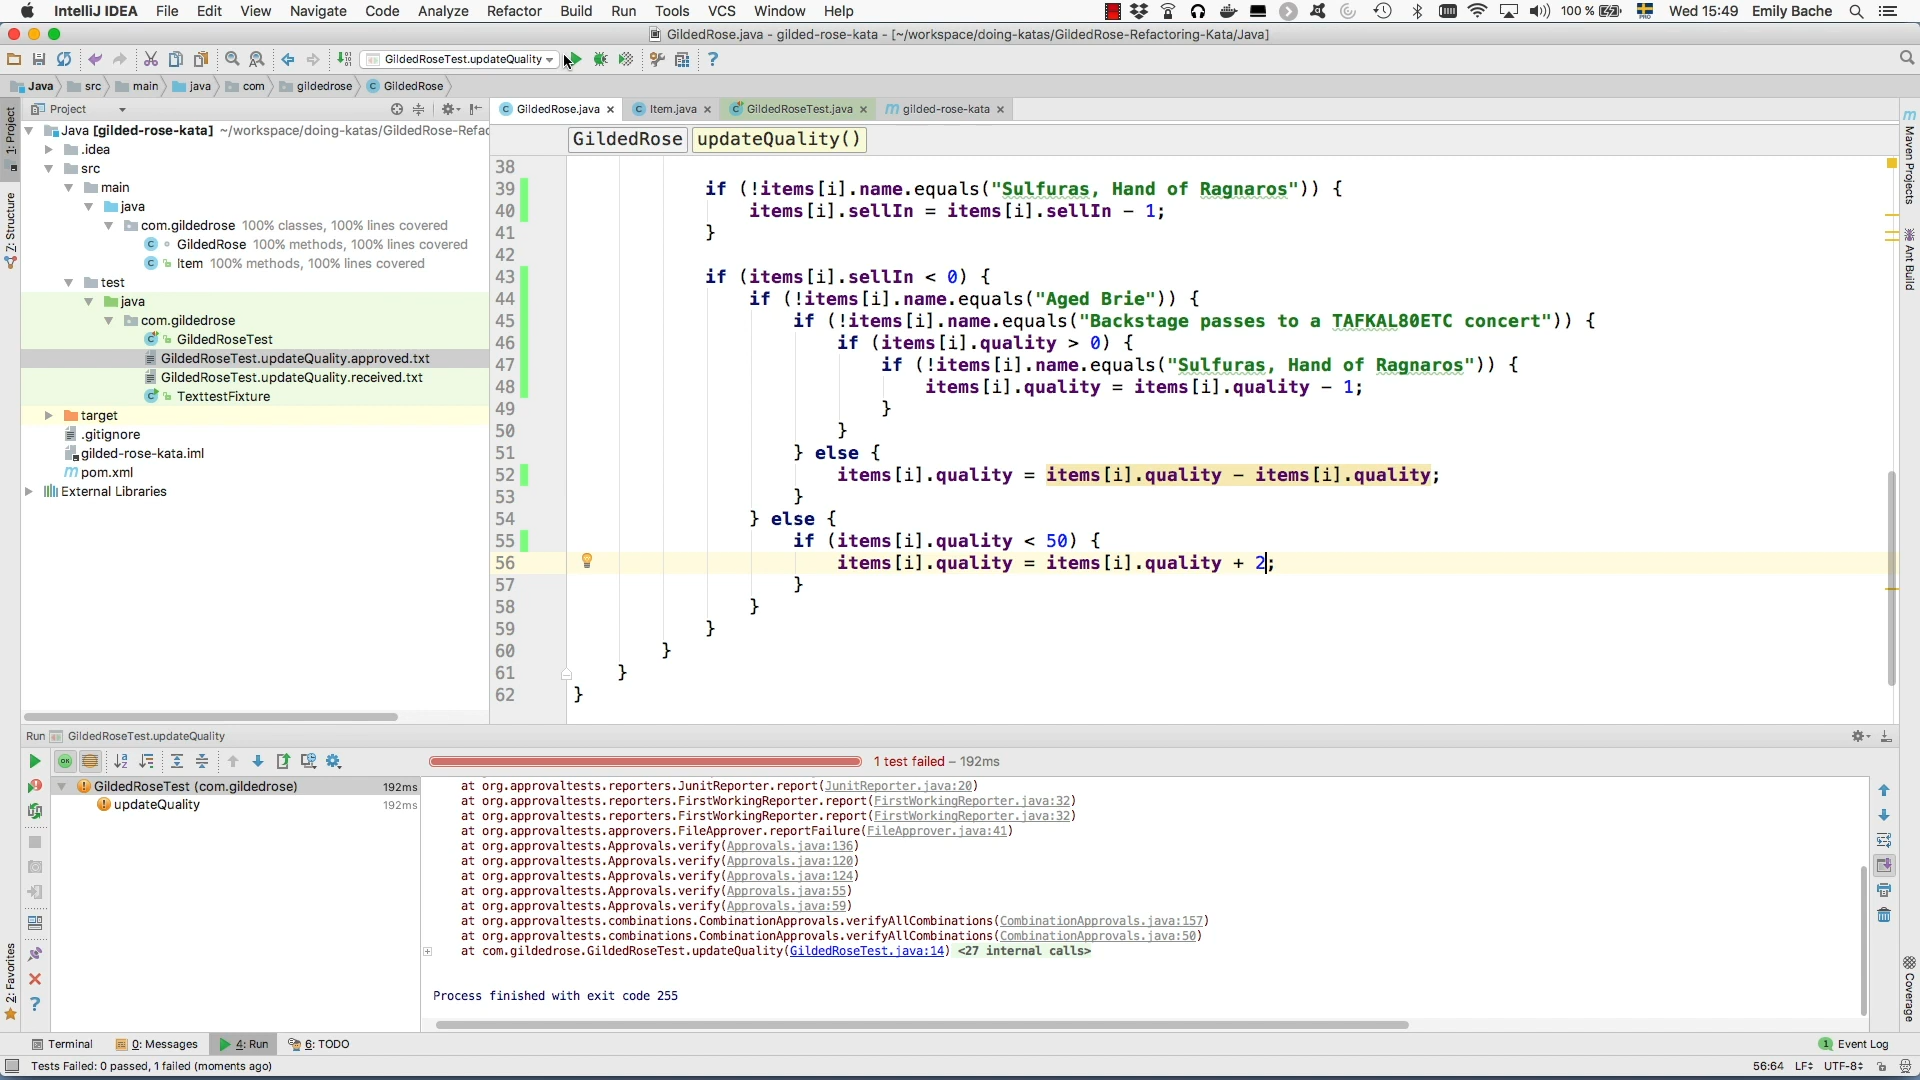 IntelliJ IDEA File Edit View Navigate Code Analyze Refactor Build Run Tools VCS Window Help 100% Wed 15:49 Emily Bache
GildedRose.java - gilded-rose-kata - [~/workspace/doing-katas/GildedRose-Refactoring-Kata/Java]
GildedRoseTest.updateQuality
Java src main java com gildedrose GildedRose
Project
GildedRose.java Item.java GildedRoseTest.java gilded-rose-kata
1: Project
Z: Structure
2: Favorites
Java [gilded-rose-kata] ~/workspace/doing-katas/GildedRose-Refac
.idea
src
main
java
com.gildedrose 100% classes, 100% lines covered
GildedRose 100% methods, 100% lines covered
Item 100% methods, 100% lines covered
test
java
com.gildedrose
GildedRoseTest
GildedRoseTest.updateQuality.approved.txt
GildedRoseTest.updateQuality.received.txt
TexttestFixture
target
.gitignore
gilded-rose-kata.iml
pom.xml
External Libraries
GildedRose updateQuality()
38
39 if (!items[i].name.equals("Sulfuras, Hand of Ragnaros")) {
40 items[i].sellIn = items[i].sellIn - 1;
41 }
42
43 if (items[i].sellIn < 0) {
44 if (!items[i].name.equals("Aged Brie")) {
45 if (!items[i].name.equals("Backstage passes to a TAFKAL80ETC concert")) {
46 if (items[i].quality > 0) {
47 if (!items[i].name.equals("Sulfuras, Hand of Ragnaros")) {
48 items[i].quality = items[i].quality - 1;
49 }
50 }
51 } else {
52 items[i].quality = items[i].quality - items[i].quality;
53 }
54 } else {
55 if (items[i].quality < 50) {
56 items[i].quality = items[i].quality + 2;
57 }
58 }
59 }
60 }
61 }
62 }
Maven Projects
Ant Build
Coverage
Run GildedRoseTest.updateQuality
1 test failed – 192ms
GildedRoseTest (com.gildedrose) 192ms
updateQuality 192ms
at org.approvaltests.reporters.JunitReporter.report(JunitReporter.java:20)
at org.approvaltests.reporters.FirstWorkingReporter.report(FirstWorkingReporter.java:32)
at org.approvaltests.reporters.FirstWorkingReporter.report(FirstWorkingReporter.java:32)
at org.approvaltests.approvers.FileApprover.reportFailure(FileApprover.java:41)
at org.approvaltests.Approvals.verify(Approvals.java:136)
at org.approvaltests.Approvals.verify(Approvals.java:120)
at org.approvaltests.Approvals.verify(Approvals.java:124)
at org.approvaltests.Approvals.verify(Approvals.java:55)
at org.approvaltests.Approvals.verify(Approvals.java:59)
at org.approvaltests.combinations.CombinationApprovals.verifyAllCombinations(CombinationApprovals.java:157)
at org.approvaltests.combinations.CombinationApprovals.verifyAllCombinations(CombinationApprovals.java:50)
at com.gildedrose.GildedRoseTest.updateQuality(GildedRoseTest.java:14) <27 internal calls>
Process finished with exit code 255
Terminal 0: Messages 4: Run 6: TODO 1 Event Log
Tests Failed: 0 passed, 1 failed (moments ago) 56:64 LF UTF-8